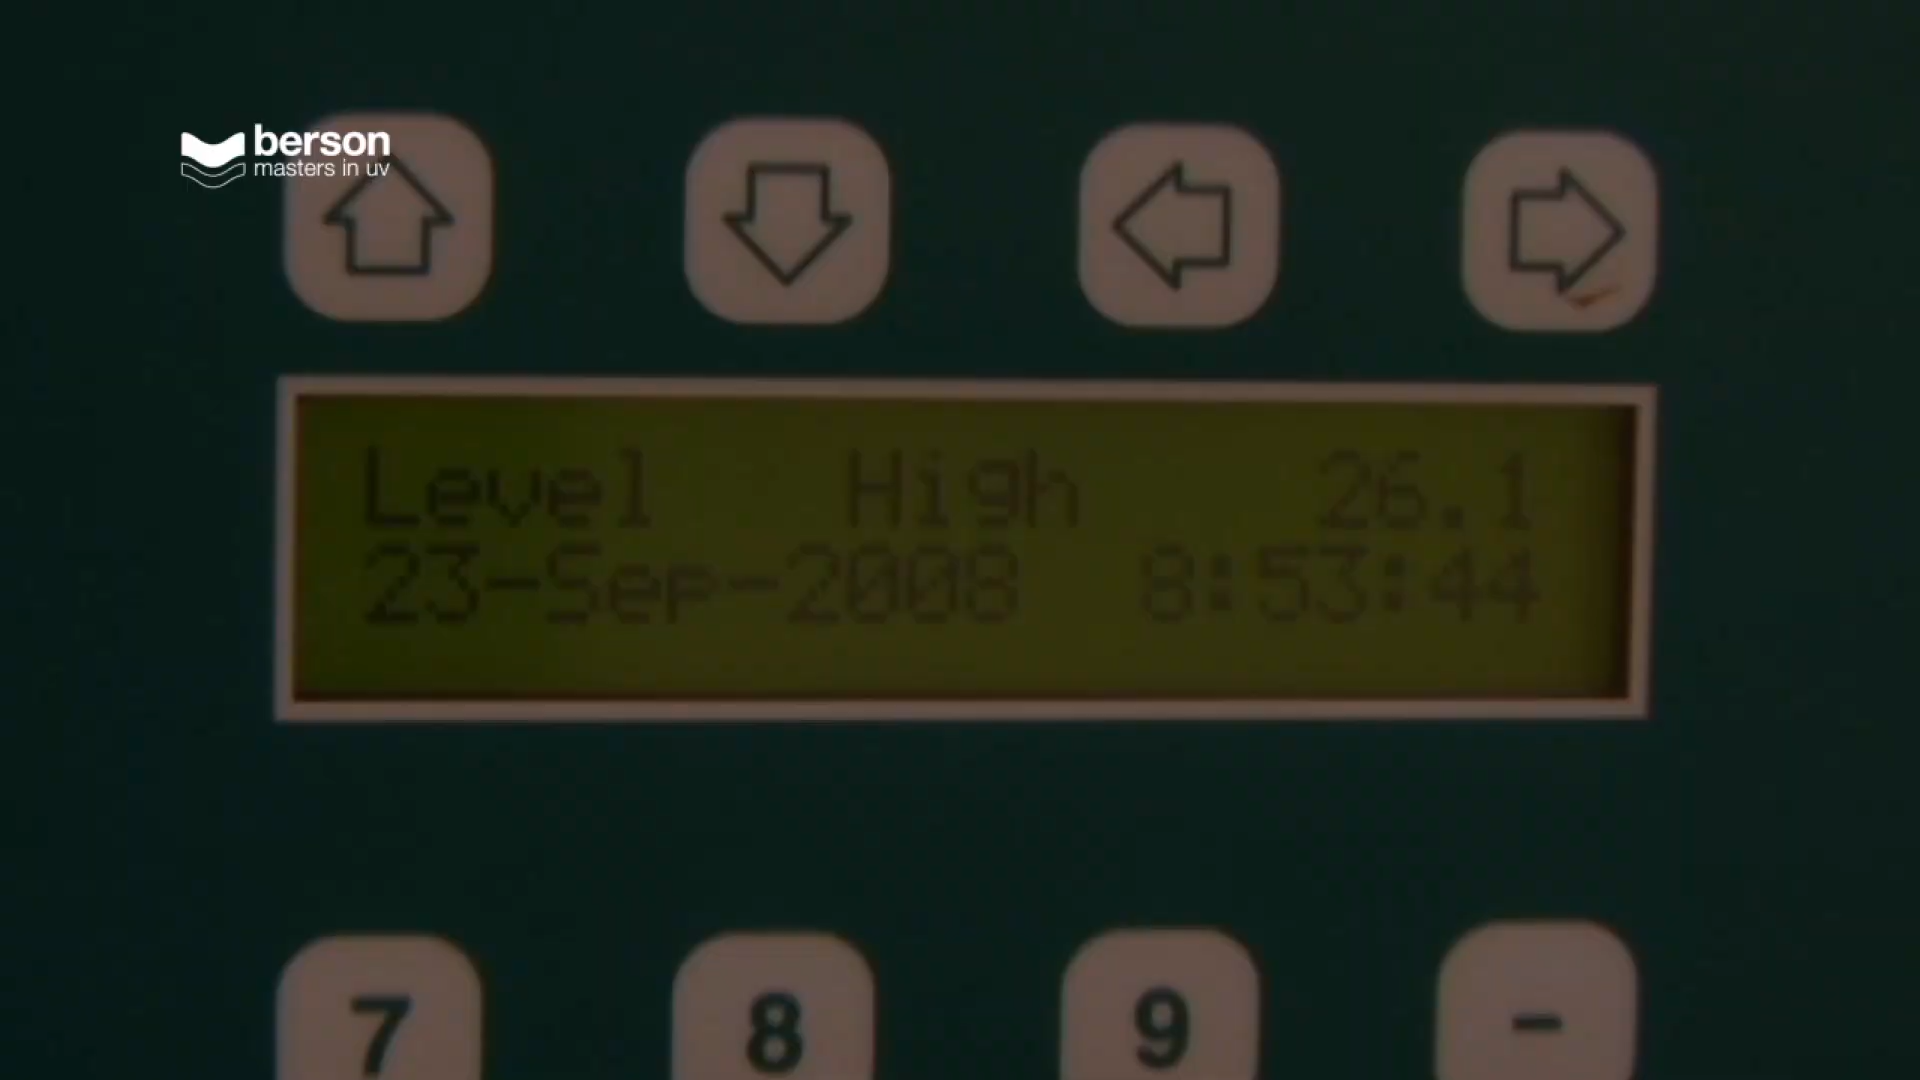 berson
masters in uv
Level High 26.1
23-Sep-2008 8:53:44
7 8 9 -